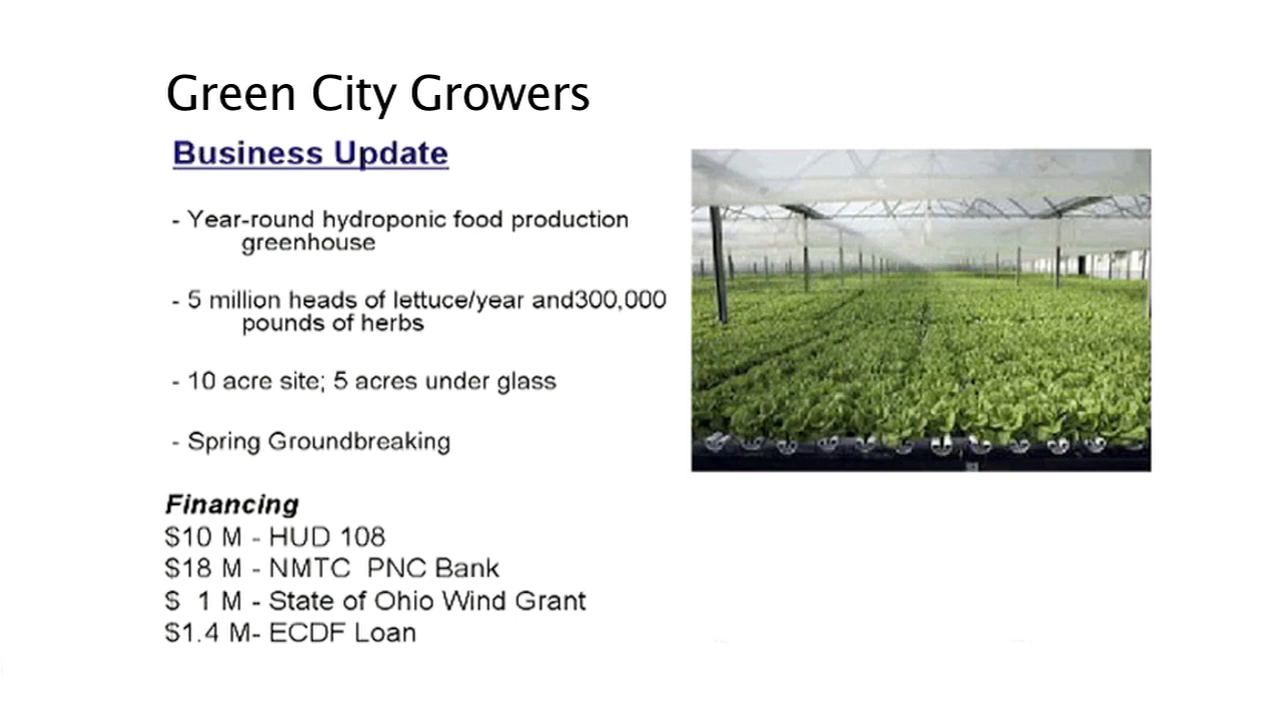 Green City Growers
Business Update
- Year-round hydroponic food production
greenhouse
- 5 million heads of lettuce/year and300,000
pounds of herbs
- 10 acre site; 5 acres under glass
- Spring Groundbreaking
Financing
$10 M - HUD 108
$18 M - NMTC  PNC Bank
$  1 M - State of Ohio Wind Grant
$1.4 M- ECDF Loan